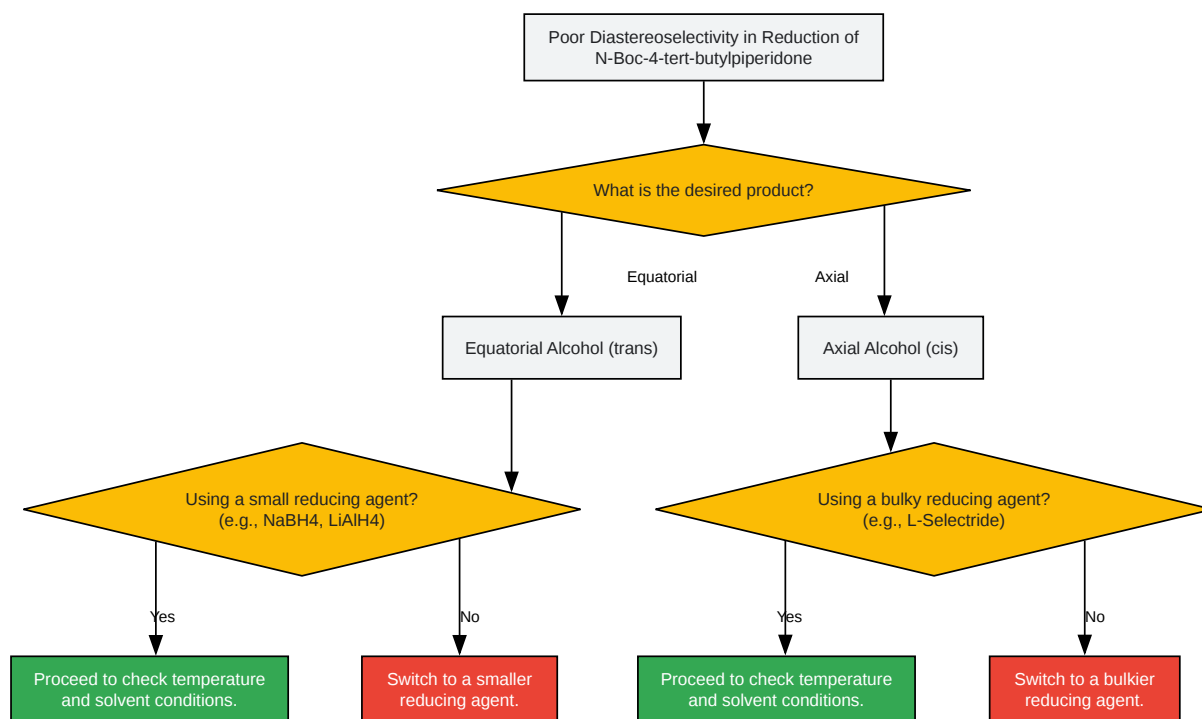 Poor Diastereoselectivity in Reduction of
N-Boc-4-tert-butylpiperidone
What is the desired product?
Equatorial
Axial
Equatorial Alcohol (trans)
Axial Alcohol (cis)
Using a small reducing agent?
(e.g., NaBH4, LiAlH4)
Using a bulky reducing agent?
(e.g., L-Selectride)
Yes
No
Yes
No
Proceed to check temperature
and solvent conditions.
Switch to a smaller
reducing agent.
Proceed to check temperature
and solvent conditions.
Switch to a bulkier
reducing agent.